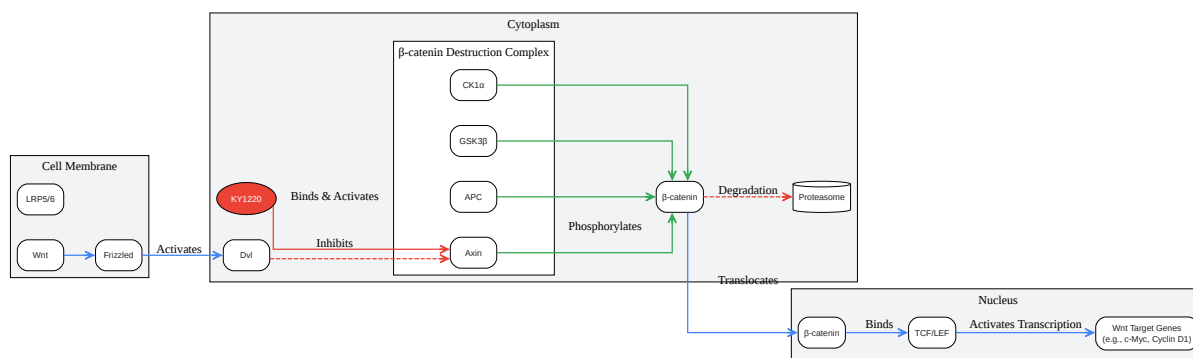 Cytoplasm
β-catenin Destruction Complex
CK1α
GSK3β
Cell Membrane
LRP5/6
KY1220
Binds & Activates
APC
β-catenin
Degradation
Proteasome
Phosphorylates
Wnt
Frizzled
Activates
Dvl
Inhibits
Axin
Translocates
Nucleus
β-catenin
Binds
TCF/LEF
Activates Transcription
Wnt Target Genes
(e.g., c-Myc, Cyclin D1)